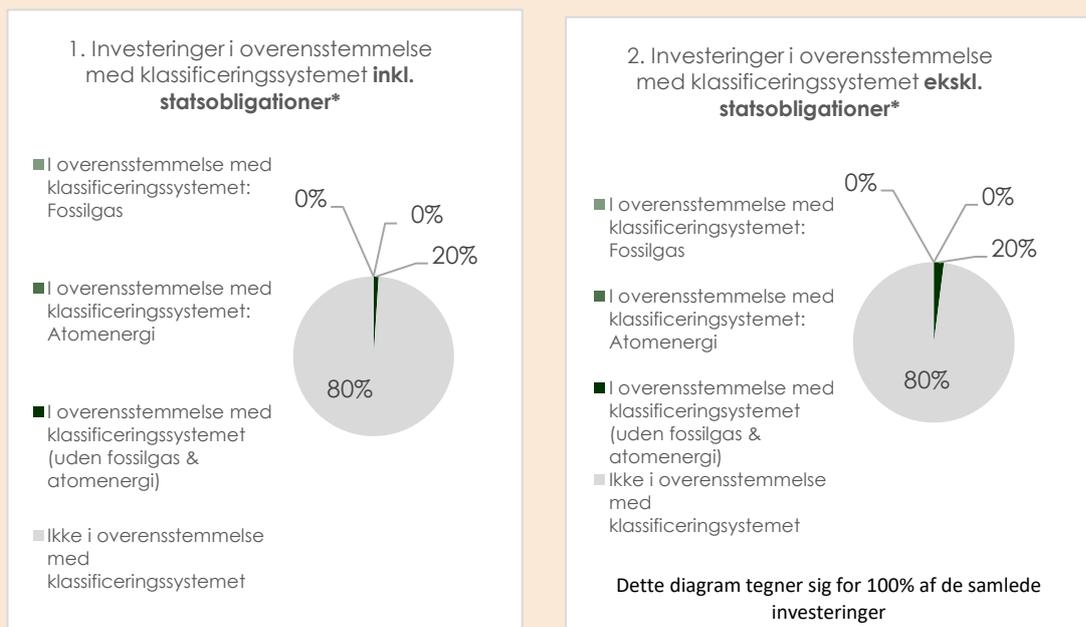 1. Investeringer i overensstemmelse
med klassificeringssystemet inkl.
statsobligationer*
I overensstemmelse med
klassificeringssystemet:
Fossilgas
I overensstemmelse med
klassificeringssystemet:
Atomenergi
I overensstemmelse med
klassificeringssystemet
(uden fossilgas &
atomenergi)
Ikke i overensstemmelse
med
klassificeringsystemet
0%
0%
20%
80%
2. Investeringer i overensstemmelse
med klassificeringssystemet ekskl.
statsobligationer*
I overensstemmelse med
klassificeringssystemet:
Fossilgas
I overensstemmelse med
klassificeringssystemet:
Atomenergi
I overensstemmelse med
klassificeringssystemet
(uden fossilgas &
atomenergi)
Ikke i overensstemmelse
med
klassificeringsystemet
0%
0%
20%
80%
Dette diagram tegner sig for 100% af de samlede
investeringer